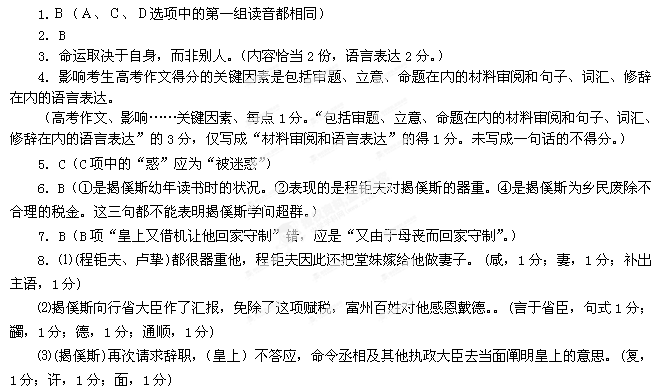 1. B（A、C、D选项中的第一组读音都相同）
2. B
3. 命运取决于自身，而非别人。(内容恰当2份，语言表达2分。)
4. 影响考生高考作文得分的关键因素是包括审题、立意、命题在内的材料审阅和句子、词汇、修辞
在内的语言表达。
(高考作文、影响……关键因素、每点1分。“包括审题、立意、命题在内的材料审阅和句子、词汇、
修辞在内的语言表达”的3分，仅写成“材料审阅和语言表达”的得1分。未写成一句话的不得分。)
5. C（C项中的“惑”应为“被迷惑”）
6. B（①是揭傒斯幼年读书时的状况。②表现的是程钜夫对揭傒斯的器重。④是揭傒斯为乡民废除不
合理的税金。这三句都不能表明揭傒斯学问超群。）
7. B（B项“皇上又借机让他回家守制”错，应是“又由于母丧而回家守制”。）
8. ⑴(程钜夫、卢挚)都很器重他，程钜夫因此还把堂妹嫁给他做妻子。（咸，1分；妻，1分；补出
主语，1分）
⑵揭傒斯向行省大臣作了汇报，免除了这项赋税，富州百姓对他感恩戴德。。（言于省臣，句式1分；
蠲，1分；德，1分；通顺，1分）
⑶(揭傒斯)再次请求辞职，（皇上）不答应，命令丞相及其他执政大臣去当面阐明皇上的意思。（复，
1分；许，1分；面，1分）